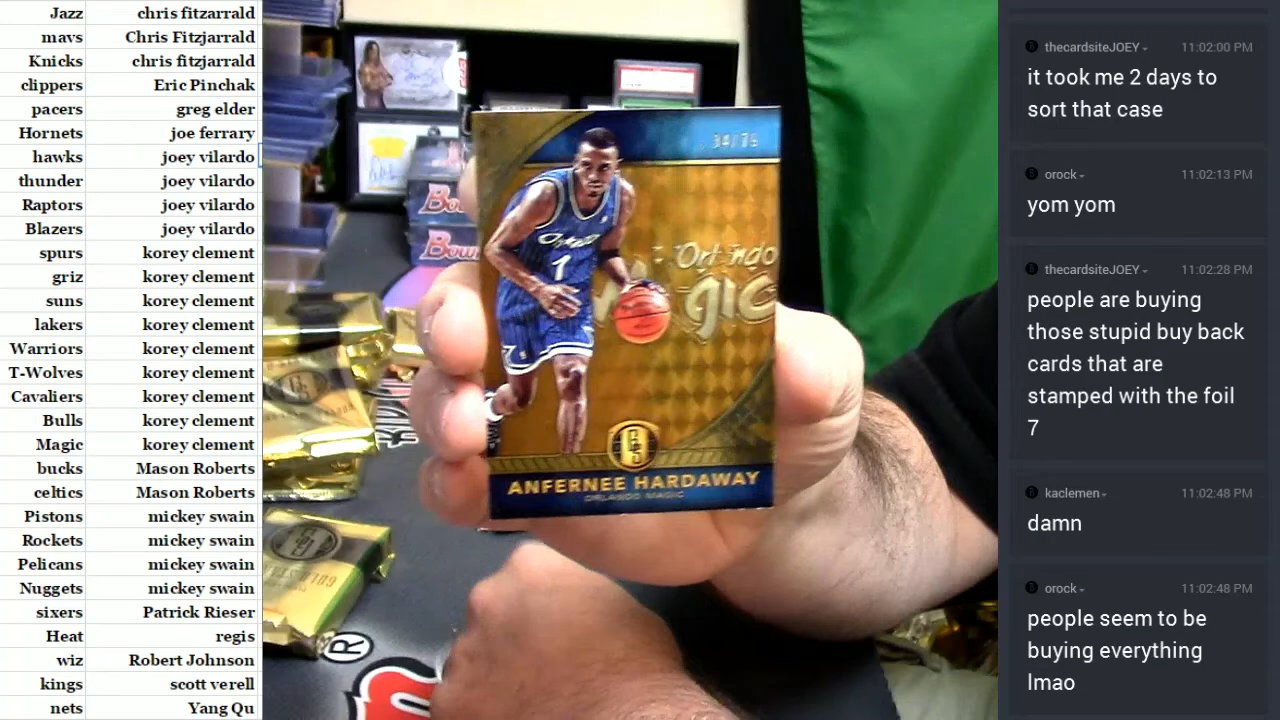 Jazz chris fitzarrald
mavs Chris Fitzjarrald
Knicks chris fitzjarrald
clippers Eric Pinchak
pacers greg elder
Hornets joe ferrary
hawks joey vilardo
thunder joey vilardo
Raptors joey vilardo
Blazers joey vilardo
spurs korey clement
griz korey clement
suns korey clement
lakers korey clement
Warriors korey clement
T-Wolves korey clement
Cavaliers korey clement
Bulls korey clement
Magic korey clement
bucks Mason Roberts
celtics Mason Roberts
Pistons mickey swain
Rockets mickey swain
Pelicans mickey swain
Nuggets mickey swain
sixers Patrick Rieser
Heat regis
wiz Robert Johnson
kings scott verell
nets Yang Qu
34/79
Orlando
1
ANFERNEE HARDAWAY
ORLANDO MAGIC
®
thecardsiteJOEY 11:02:00 PM
it took me 2 days to
sort that case
orock 11:02:13 PM
yom yom
thecardsiteJOEY 11:02:28 PM
people are buying
those stupid buy back
cards that are
stamped with the foil
7
kaclemen 11:02:48 PM
damn
orock 11:02:48 PM
people seem to be
buying everything
lmao